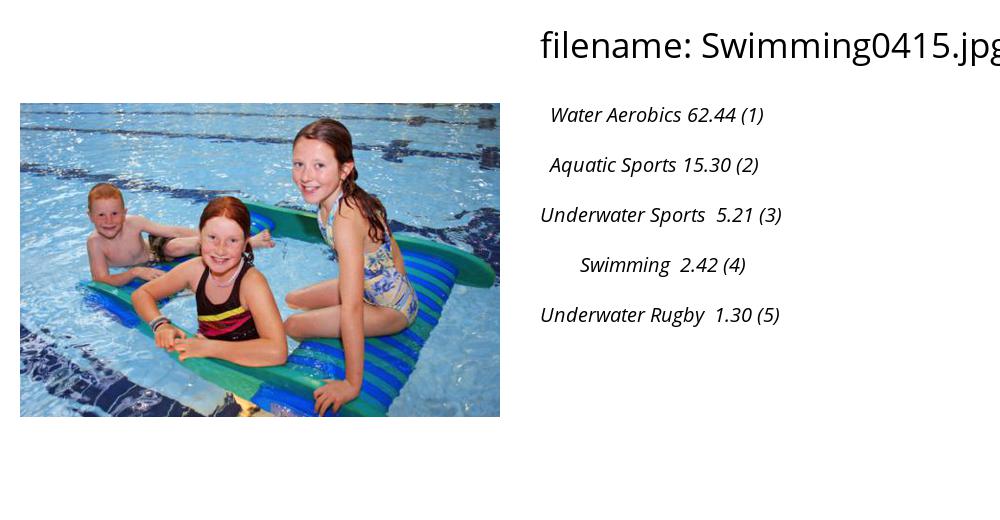 filename: Swimming0415.jpg
Water Aerobics 62.44 (1)
Aquatic Sports 15.30 (2)
Underwater Sports 5.21 (3)
Swimming 2.42 (4)
Underwater Rugby 1.30 (5)